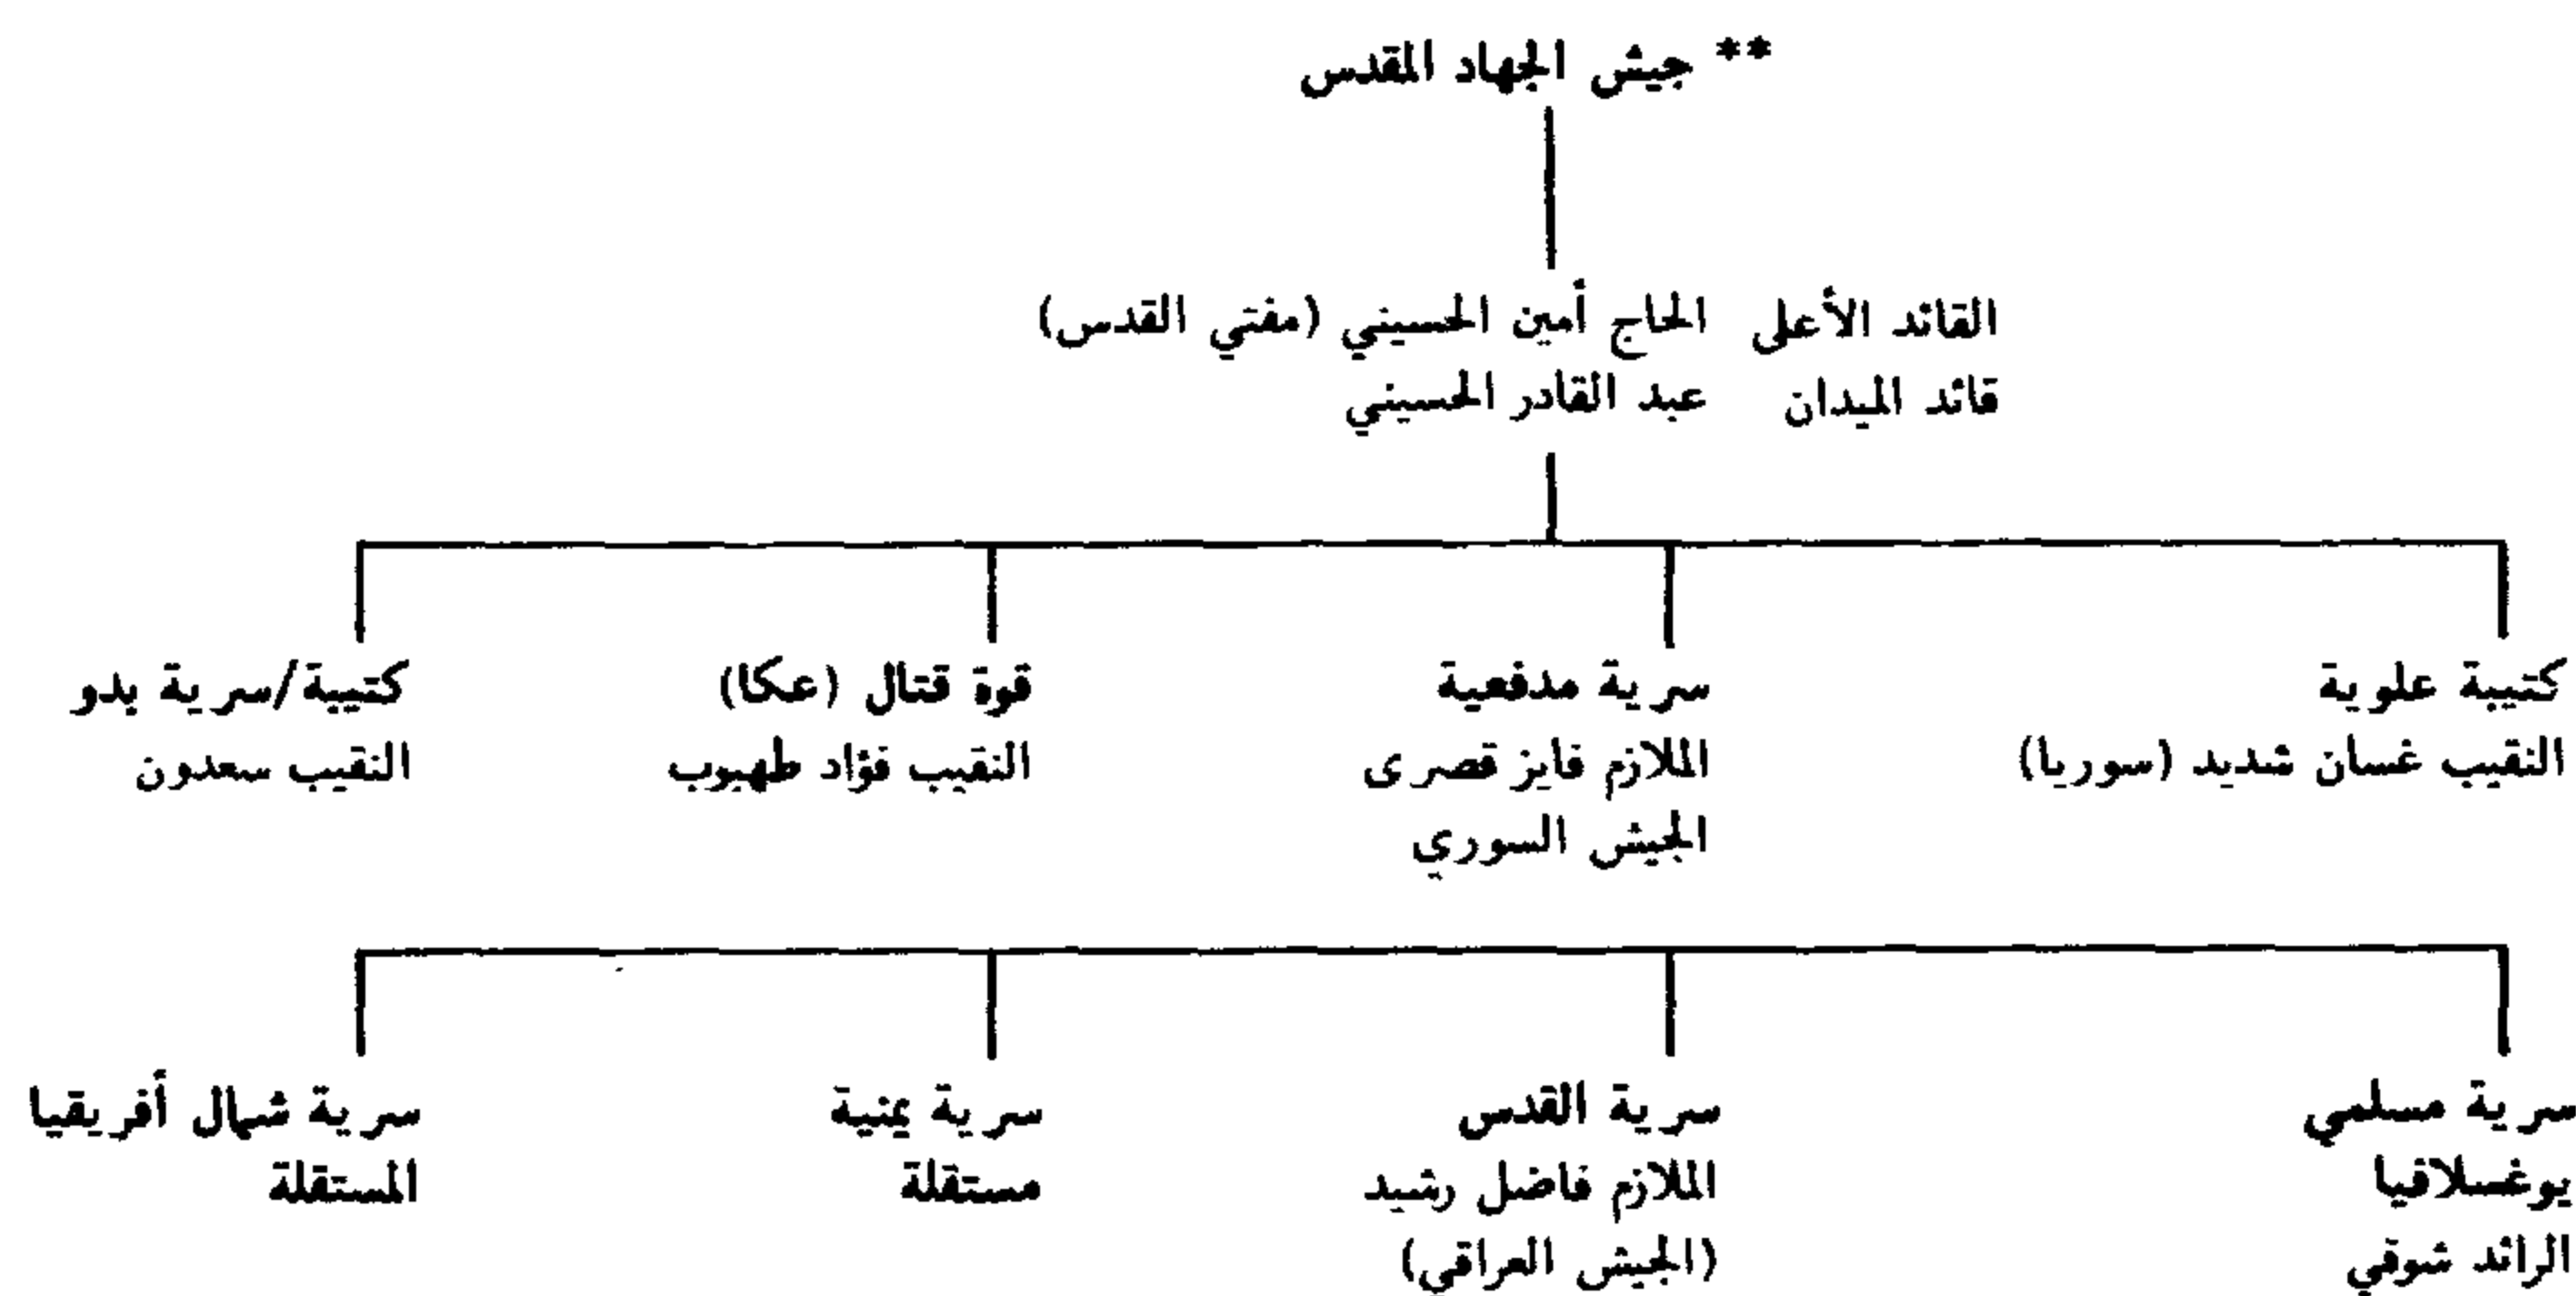 ** جيش الجهاد المقدس
القائد الأعلى الحاج أمين الحسيني (مفتي القدس)
قائد الميدان عبد القادر الحسيني
كتيبة علوية
النقيب غسان شديد (سوريا)
سرية مدفعية
الملازم فايز قصرى
الجيش السوري
قوة قتال (عكا)
النقيب فؤاد طهبوب
كتيبة/سرية بدو
النقيب سعدون
سرية مسلمي
يوغسلافيا
الرائد شوقي
سرية القدس
الملازم فاضل رشيد
(الجيش العراقي)
سرية يمنية
مستقلة
سرية شمال أفريقيا
المستقلة